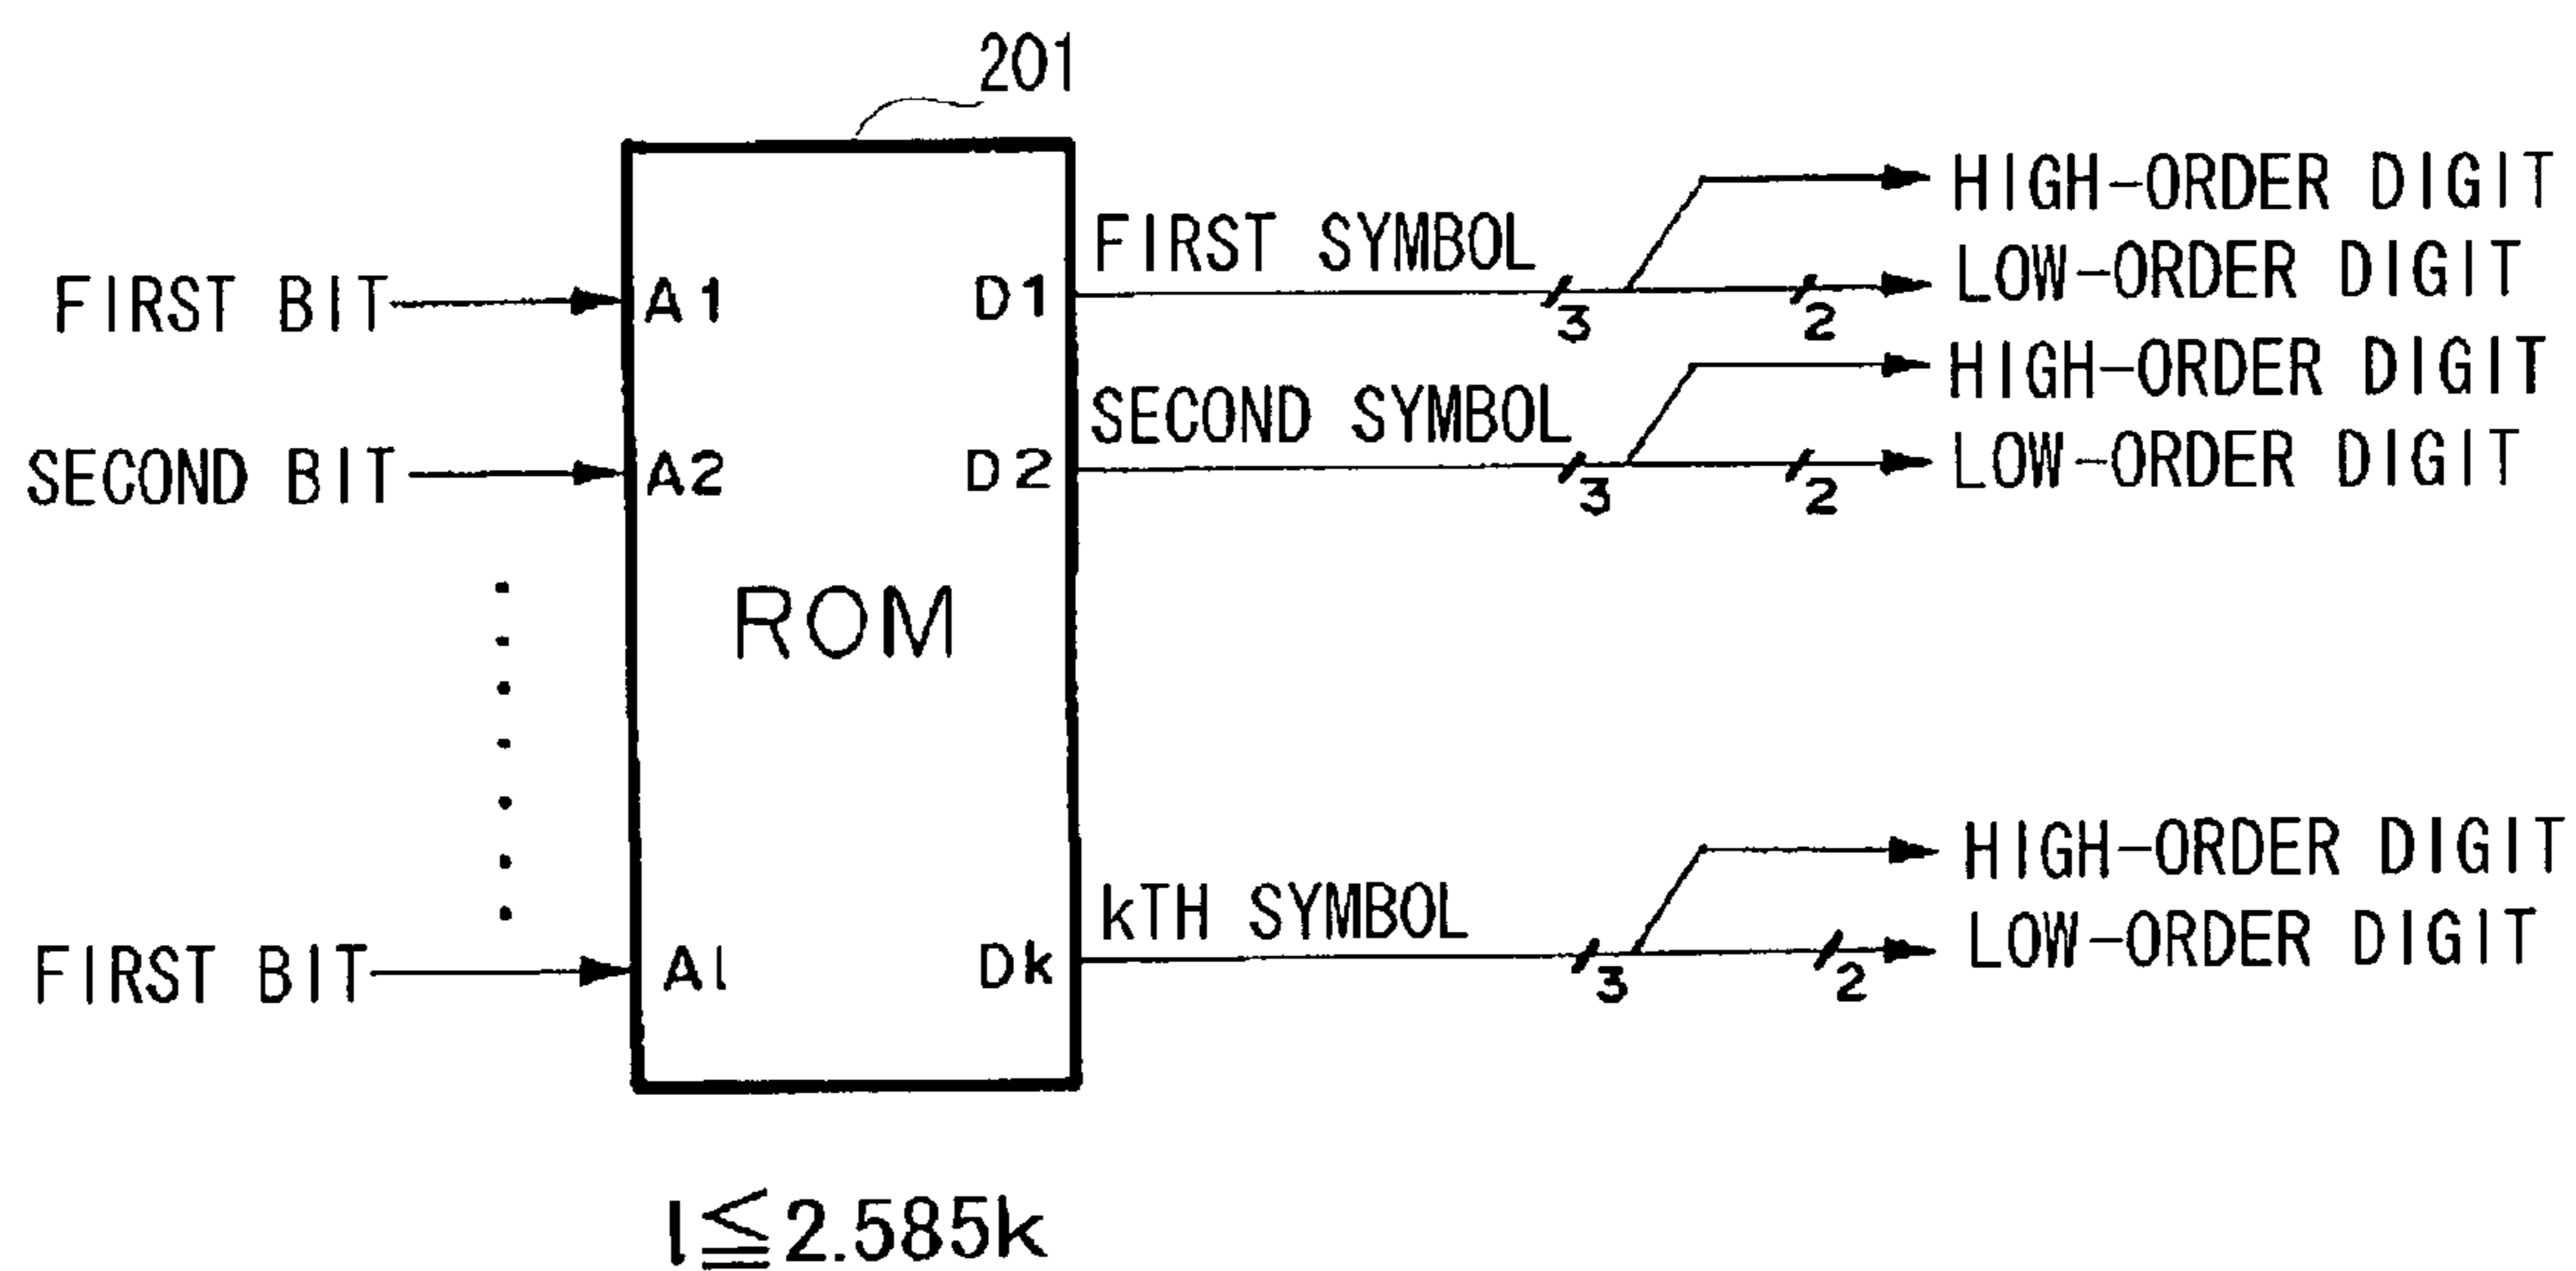 201
HIGH-ORDER DIGIT
FIRST SYMBOL
LOW-ORDER DIGIT
FIRST BIT A1 D1 3 2
HIGH-ORDER DIGIT
SECOND SYMBOL
LOW-ORDER DIGIT
SECOND BIT A2 D2 3 2
ROM
HIGH-ORDER DIGIT
kTH SYMBOL
LOW-ORDER DIGIT
FIRST BIT Al Dk 3 2
l≦2.585k